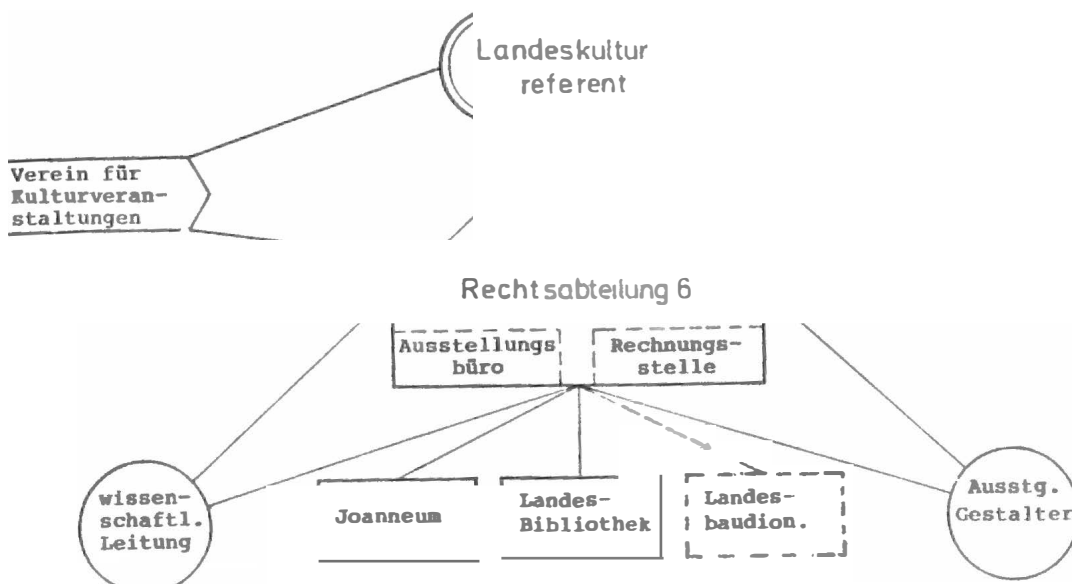 Landeskultur
referent
Verein für
Kulturveran-
staltungen
Rechtsabteilung 6
Ausstellungs
büro
Rechnungs-
stelle
wissen-
schaftl.
Leitung
Joanneum
Landes-
Bibliothek
Landes-
baudion.
Ausstg.
Gestalter